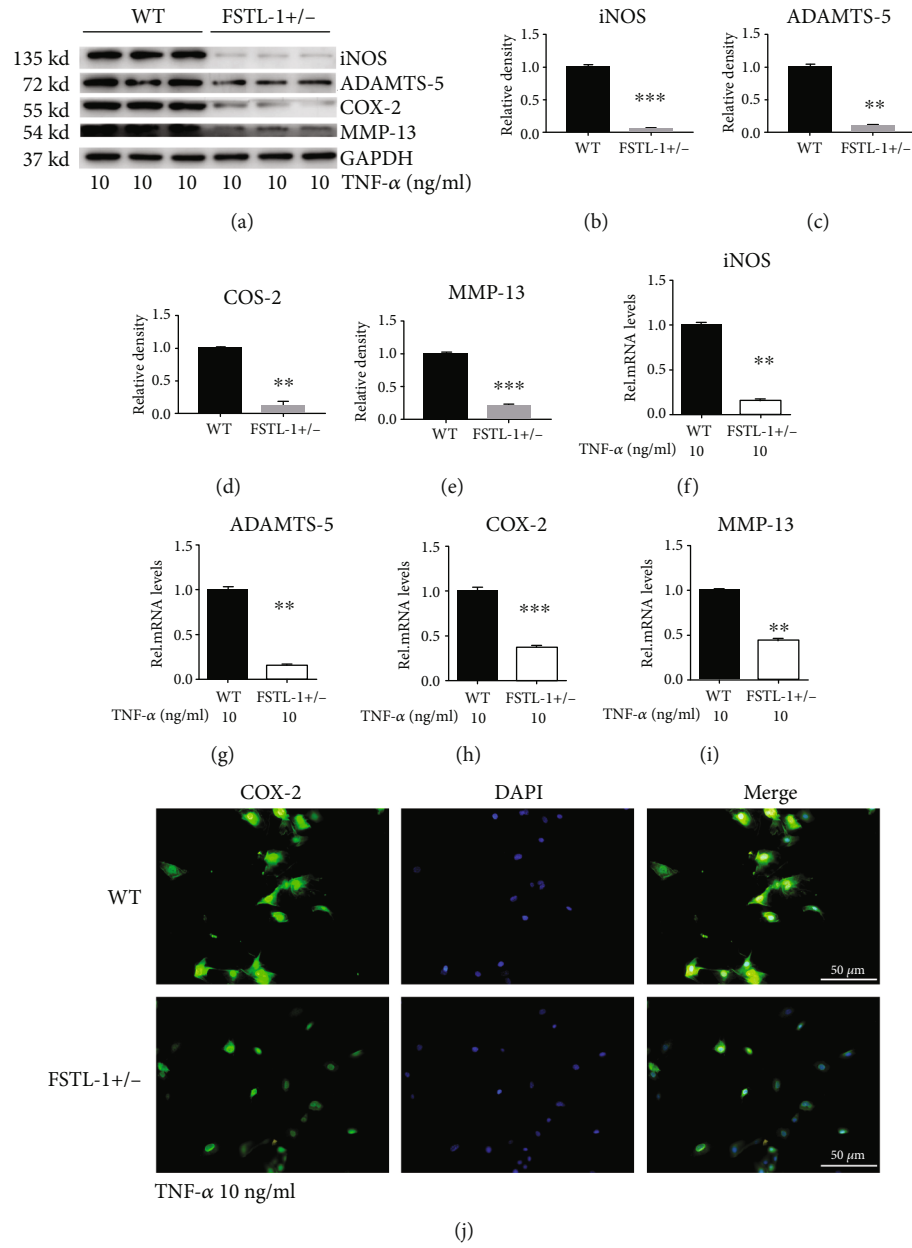 WT FSTL-1+/–
135 kd iNOS
72 kd ADAMTS-5
55 kd COX-2
54 kd MMP-13
37 kd GAPDH
10 10 10 10 10 10 TNF-α (ng/ml)
(a)
iNOS
Relative density
1.5
1.0
0.5
0.0
***
WT FSTL-1+/–
(b)
ADAMTS-5
Relative density
1.5
1.0
0.5
0.0
**
WT FSTL-1+/–
(c)
COS-2
Relative density
1.5
1.0
0.5
0.0
**
WT FSTL-1+/–
(d)
MMP-13
Relative density
1.5
1.0
0.5
0.0
***
WT FSTL-1+/–
(e)
iNOS
Rel.mRNA levels
1.5
1.0
0.5
0.0
**
WT FSTL-1+/–
TNF-α (ng/ml) 10 10
(f)
ADAMTS-5
Rel.mRNA levels
1.5
1.0
0.5
0.0
**
WT FSTL-1+/–
TNF-α (ng/ml) 10 10
(g)
COX-2
Rel.mRNA levels
1.5
1.0
0.5
0.0
***
WT FSTL-1+/–
TNF-α (ng/ml) 10 10
(h)
MMP-13
Rel.mRNA levels
1.5
1.0
0.5
0.0
**
WT FSTL-1+/–
TNF-α (ng/ml) 10 10
(i)
COX-2 DAPI Merge
WT
50 μm
FSTL-1+/–
50 μm
TNF-α 10 ng/ml
(j)